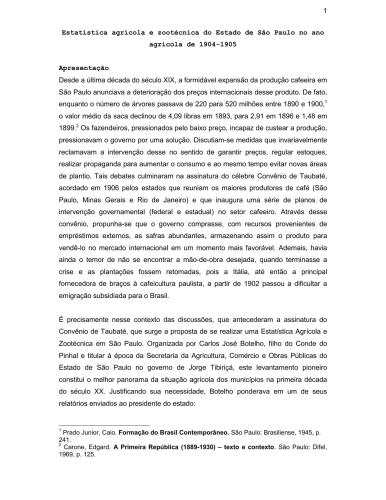 1
Estatística agrícola e zootécnica do Estado de São Paulo no ano
agrícola de 1904-1905
Apresentação
Desde a última década do século XIX, a formidável expansão da produção cafeeira em
São Paulo anunciava a deterioração dos preços internacionais desse produto. De fato,
enquanto o número de árvores passava de 220 para 520 milhões entre 1890 e 1900,¹
o valor médio da saca declinou de 4,09 libras em 1893, para 2,91 em 1896 e 1,48 em
1899.² Os fazendeiros, pressionados pelo baixo preço, incapaz de custear a produção,
pressionavam o governo por uma solução. Discutiam-se medidas que invariavelmente
reclamavam a intervenção desse no sentido de garantir preços, regular estoques,
realizar propaganda para aumentar o consumo e ao mesmo tempo evitar novas áreas
de plantio. Tais debates culminaram na assinatura do célebre Convênio de Taubaté,
acordado em 1906 pelos estados que reuniam os maiores produtores de café (São
Paulo, Minas Gerais e Rio de Janeiro) e que inaugura uma série de planos de
intervenção governamental (federal e estadual) no setor cafeeiro. Através desse
convênio, propunha-se que o governo comprasse, com recursos provenientes de
empréstimos externos, as safras abundantes, armazenando assim o produto para
vendê-lo no mercado internacional em um momento mais favorável. Ademais, havia
ainda o temor de não se encontrar a mão-de-obra desejada, quando terminasse a
crise e as plantações fossem retomadas, pois a Itália, até então a principal
fornecedora de braços à cafeicultura paulista, a partir de 1902 passou a dificultar a
emigração subsidiada para o Brasil.
É precisamente nesse contexto das discussões, que antecederam a assinatura do
Convênio de Taubaté, que surge a proposta de se realizar uma Estatística Agrícola e
Zootécnica em São Paulo. Organizada por Carlos José Botelho, filho do Conde do
Pinhal e titular à época da Secretaria da Agricultura, Comércio e Obras Públicas do
Estado de São Paulo no governo de Jorge Tibiriçá, este levantamento pioneiro
constitui o melhor panorama da situação agrícola dos municípios na primeira década
do século XX. Justificando sua necessidade, Botelho ponderava em um de seus
relatórios enviados ao presidente do estado:
¹ Prado Junior, Caio. Formação do Brasil Contemporâneo. São Paulo: Brasiliense, 1945, p.
241.
² Carone, Edgard. A Primeira República (1889-1930) – texto e contexto. São Paulo: Difel,
1969, p. 125.